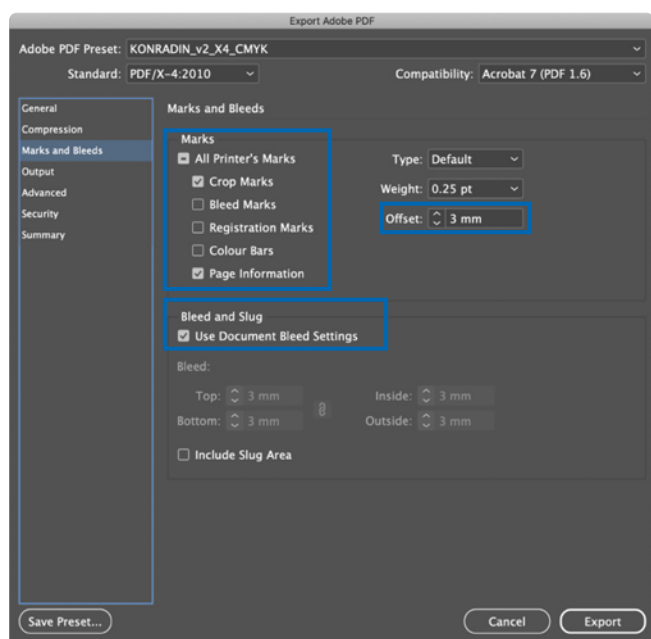 Export Adobe PDF
Adobe PDF Preset: KONRADIN_v2_X4_CMYK
Standard: PDF/X-4:2010 Compatibility: Acrobat 7 (PDF 1.6)
General
Compression
Marks and Bleeds
Output
Advanced
Security
Summary
Marks and Bleeds
Marks
All Printer's Marks
Crop Marks
Bleed Marks
Registration Marks
Colour Bars
Page Information
Type: Default
Weight: 0.25 pt
Offset: 3 mm
Bleed and Slug
Use Document Bleed Settings
Bleed:
Top: 3 mm Inside: 3 mm
Bottom: 3 mm Outside: 3 mm
Include Slug Area
Save Preset... Cancel Export